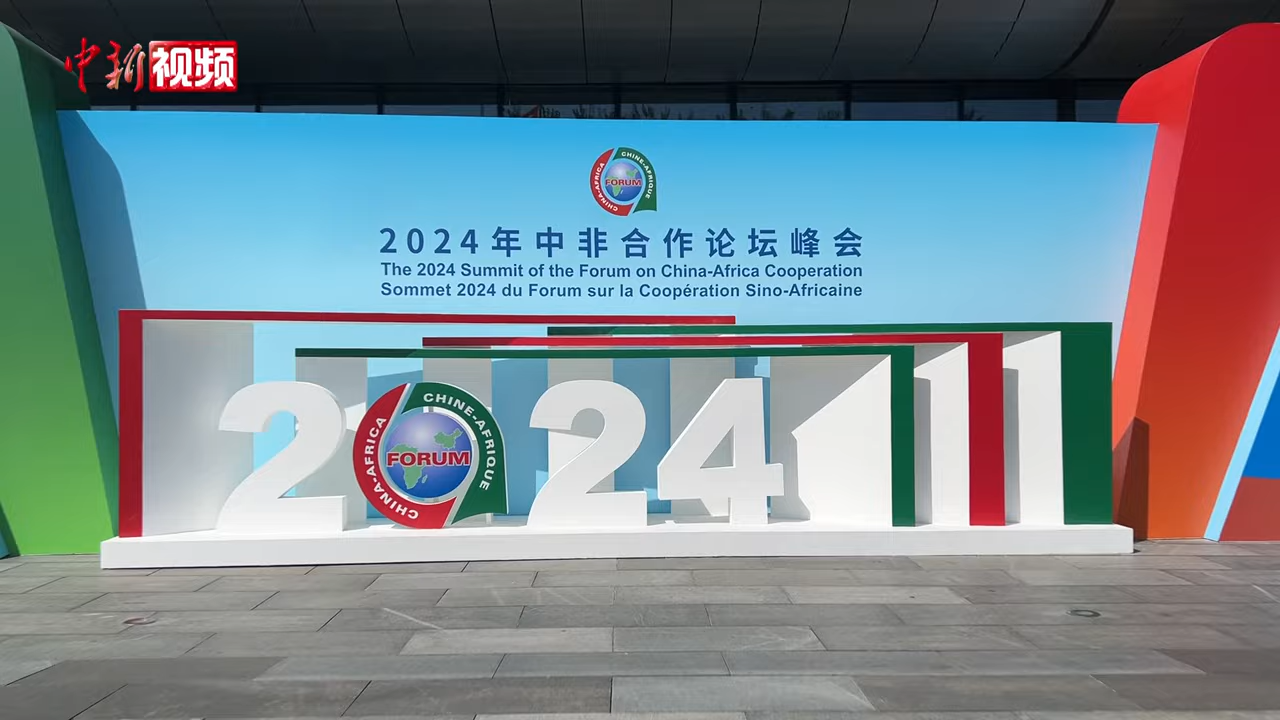 中新视频
CHINE-AFRIQUE
CHINA-AFRICA
FORUM
2024年中非合作论坛峰会
The 2024 Summit of the Forum on China-Africa Cooperation
Sommet 2024 du Forum sur la Coopération Sino-Africaine
2 24
CHINE-AFRIQUE
CHINA-AFRICA
FORUM